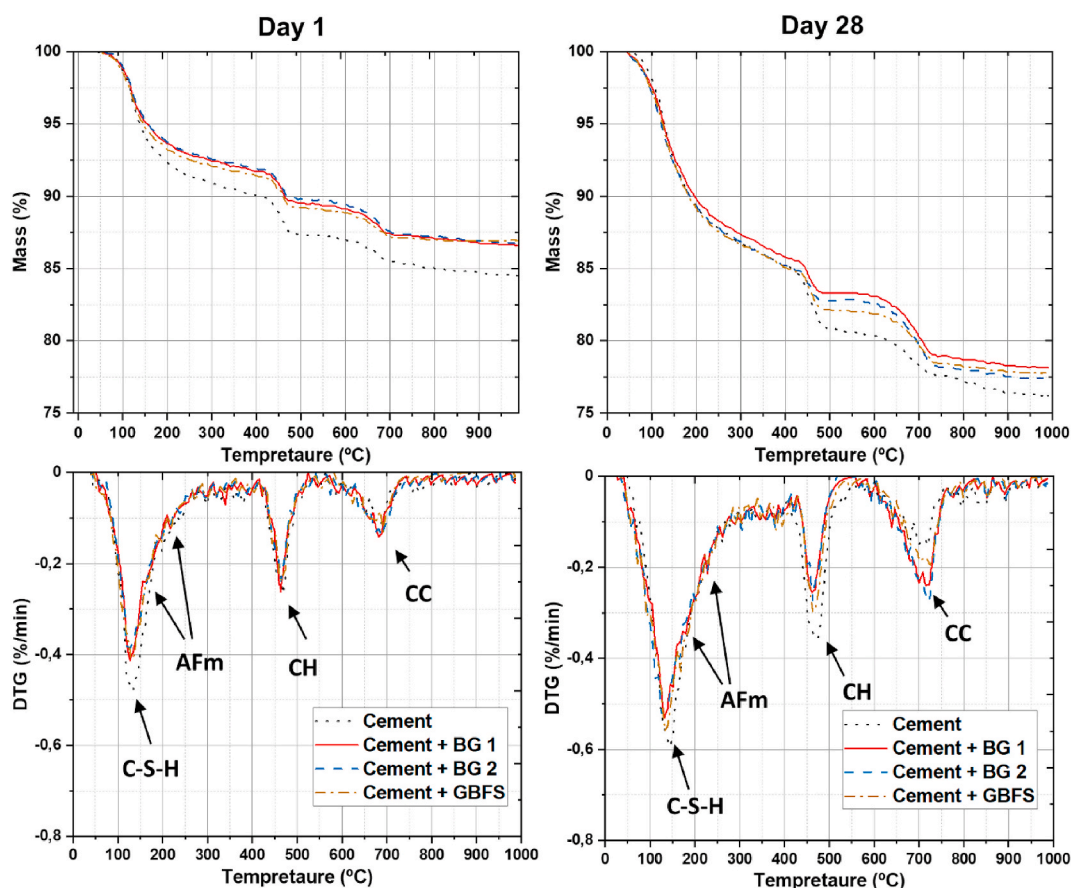 Day 1
Day 28
100
95
90
85
80
75
Mass (%)
0 100 200 300 400 500 600 700 800 900
Tempretaure (ºC)
100
95
90
85
80
75
Mass (%)
0 100 200 300 400 500 600 700 800 900 1000
Tempretaure (ºC)
0
-0,2
-0,4
-0,6
-0,8
DTG (%/min)
AFm
CC
CH
C-S-H
Cement
Cement + BG 1
Cement + BG 2
Cement + GBFS
0 100 200 300 400 500 600 700 800 900 1000
Tempretaure (ºC)
0
-0,2
-0,4
-0,6
-0,8
DTG (%/min)
CC
CH
AFm
C-S-H
Cement
Cement + BG 1
Cement + BG 2
Cement + GBFS
0 100 200 300 400 500 600 700 800 900 1000
Tempretaure (ºC)